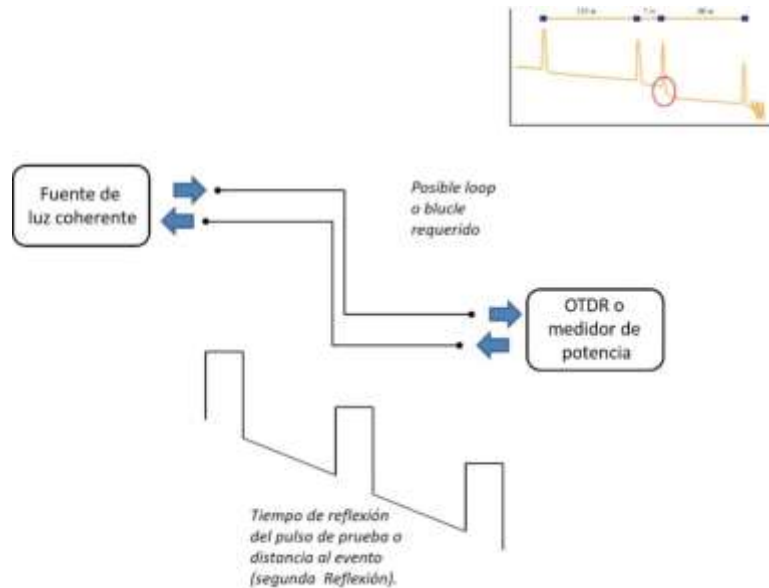 Fuente de
luz coherente
Posible loop
o blucle
requerido
OTDR o
medidor de
potencia
Tiempo de reflexión
del pulso de prueba o
distancia al evento
(segunda Reflexión).